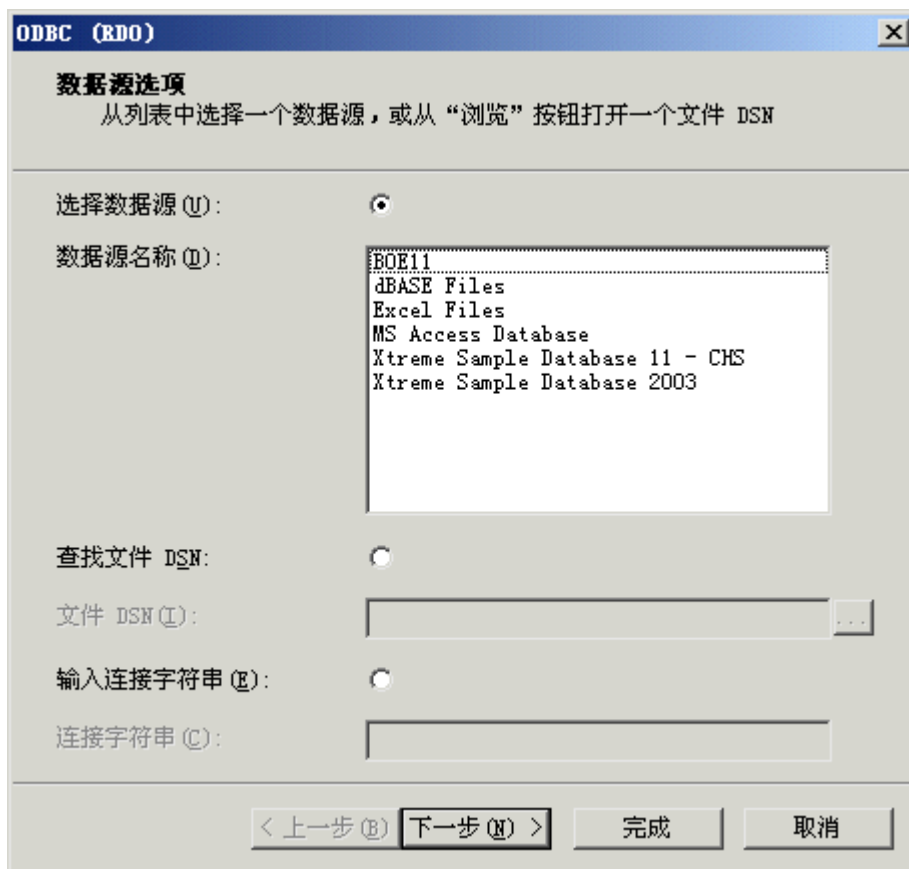 ODBC (RDO)
数据源选项
从列表中选择一个数据源，或从“浏览”按钮打开一个文件 DSN
选择数据源(U):
数据源名称(D):
BOE11
dBASE Files
Excel Files
MS Access Database
Xtreme Sample Database 11 - CHS
Xtreme Sample Database 2003
查找文件 DSN:
文件 DSN(I):
...
输入连接字符串(E):
连接字符串(C):
< 上一步(B) 下一步(N) > 完成 取消